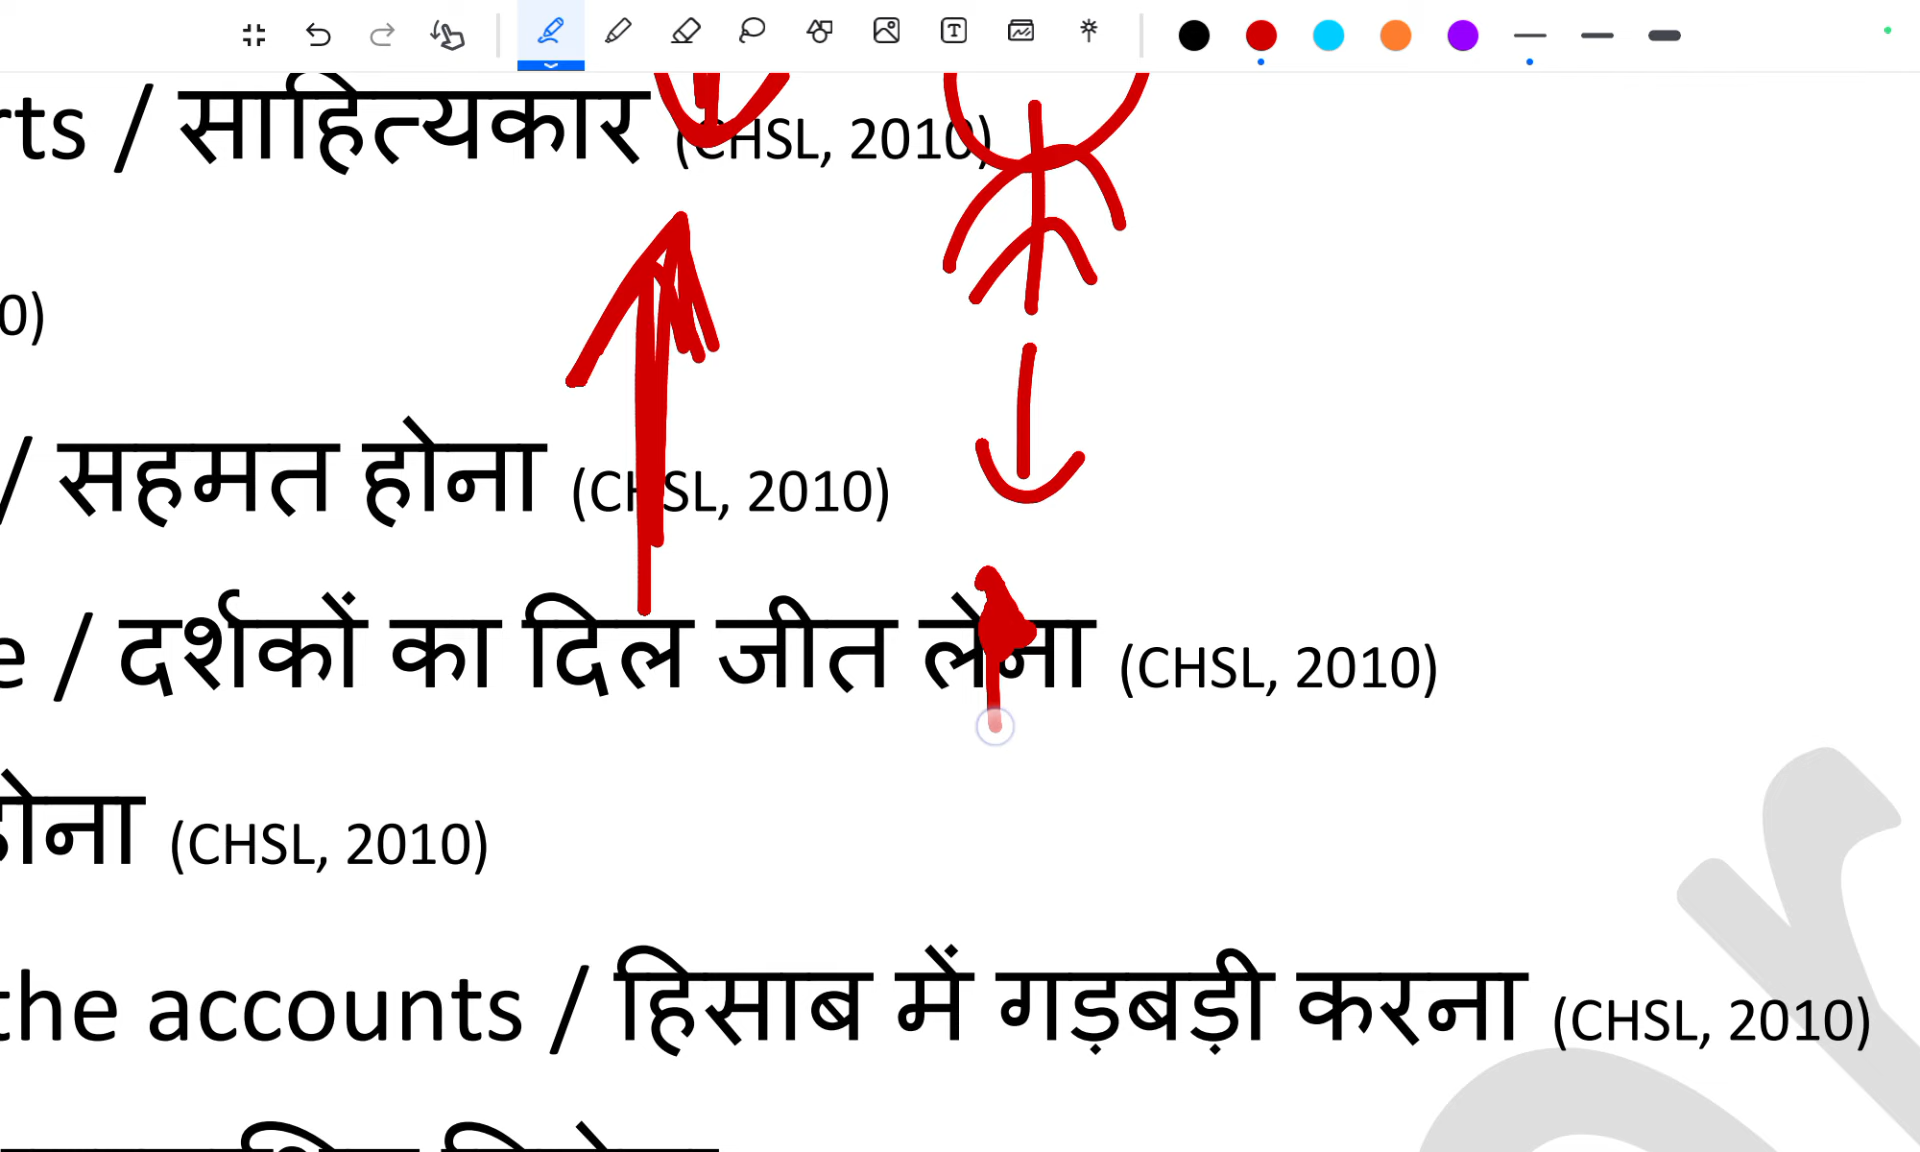 rts / साहित्यकार (CHSL, 2010)
0)
/ सहमत होना (CHSL, 2010)
e / दर्शकों का दिल जीत लेना (CHSL, 2010)
होना (CHSL, 2010)
the accounts / हिसाब में गड़बड़ी करना (CHSL, 2010)